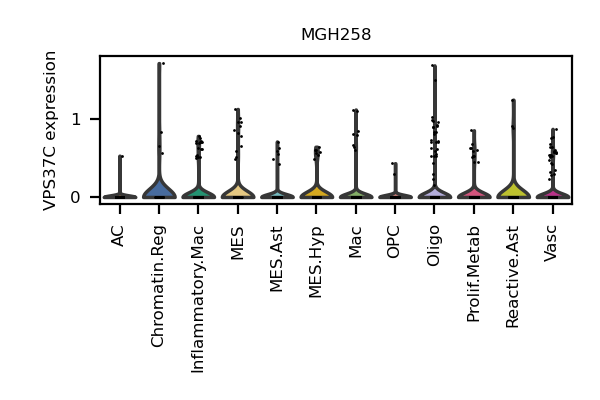 MGH258
VPS37C expression
1
0
AC
Chromatin.Reg
Inflammatory.Mac
MES
MES.Ast
MES.Hyp
Mac
OPC
Oligo
Prolif.Metab
Reactive.Ast
Vasc